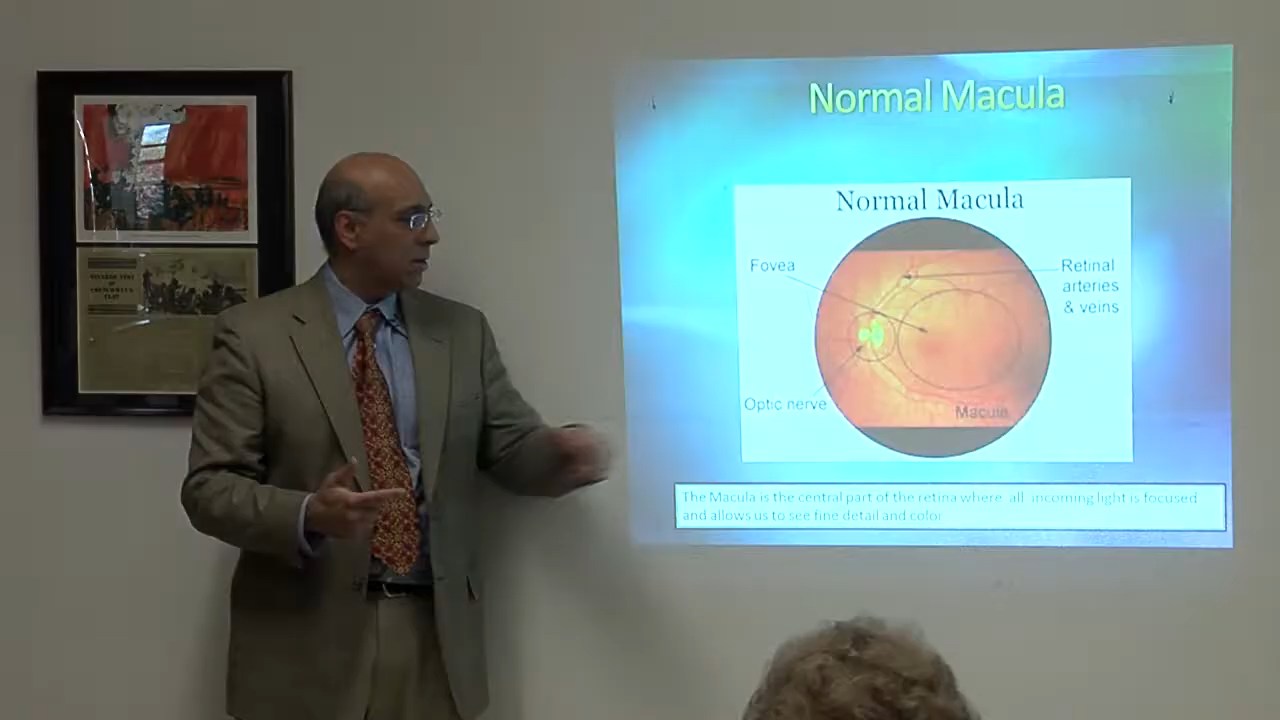 Normal Macula
Normal Macula
Fovea
Retinal
arteries
& veins
Optic nerve
Macula
The Macula is the central part of the retina where all incoming light is focused
and allows us to see fine detail and color